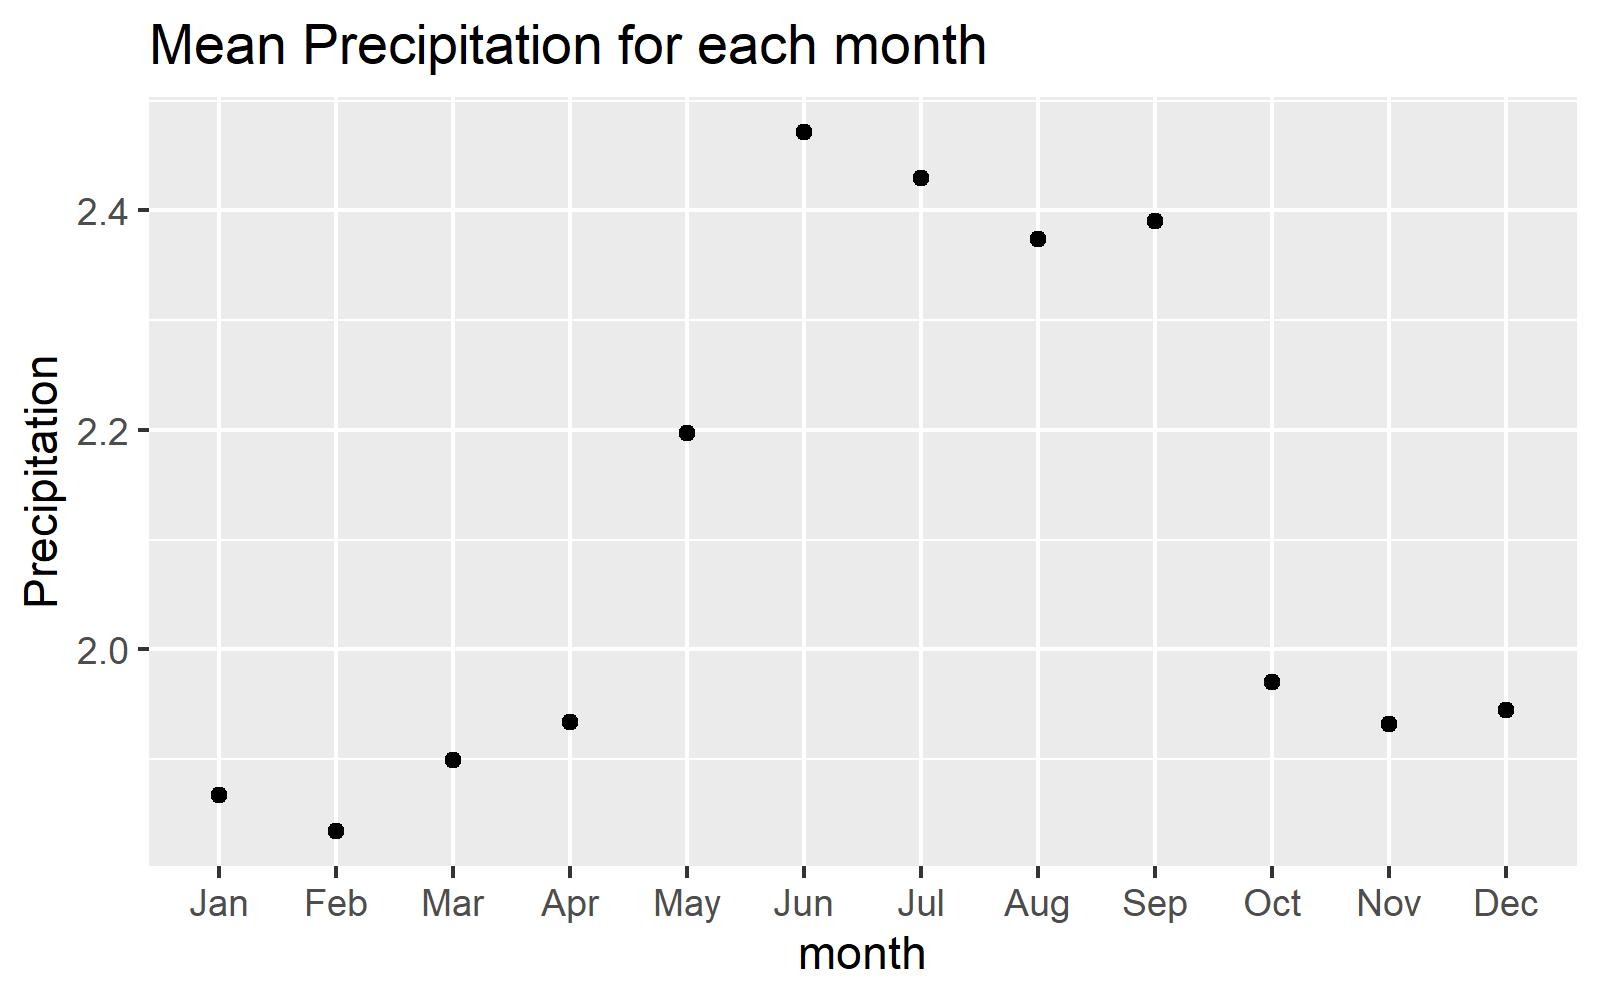 Mean Precipitation for each month
Precipitation
2.4
2.2
2.0
Jan Feb Mar Apr May Jun Jul Aug Sep Oct Nov Dec
month